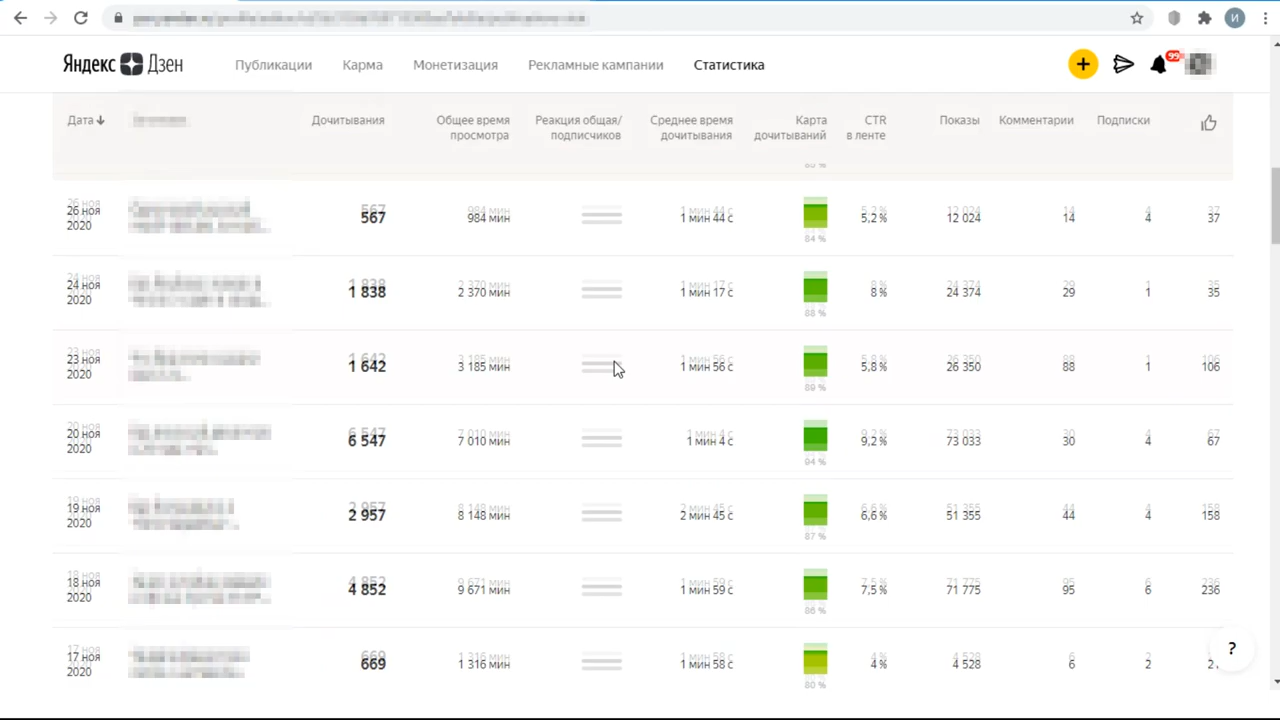 Яндекс Дзен Публикации Карма Монетизация Рекламные кампании Статистика + 99
Дата Дочитывания Общее время просмотра Реакция общая/ подписчиков Среднее время дочитывания Карта дочитываний CTR в ленте Показы Комментарии Подписки
80 %
26 ноя 2020 567 984 мин 1 мин 44 с 84 % 5,2 % 12 024 14 4 37
24 ноя 2020 1 838 2 370 мин 1 мин 17 с 88 % 8 % 24 374 29 1 35
23 ноя 2020 1 642 3 185 мин 1 мин 56 с 89 % 5,8 % 26 350 88 1 106
20 ноя 2020 6 547 7 010 мин 1 мин 4 с 94 % 9,2 % 73 033 30 4 67
19 ноя 2020 2 957 8 148 мин 2 мин 45 с 87 % 6,6 % 51 355 44 4 158
18 ноя 2020 4 852 9 671 мин 1 мин 59 с 86 % 7,5 % 71 775 95 6 236
17 ноя 2020 669 1 316 мин 1 мин 58 с 80 % 4 % 4 528 6 2
?